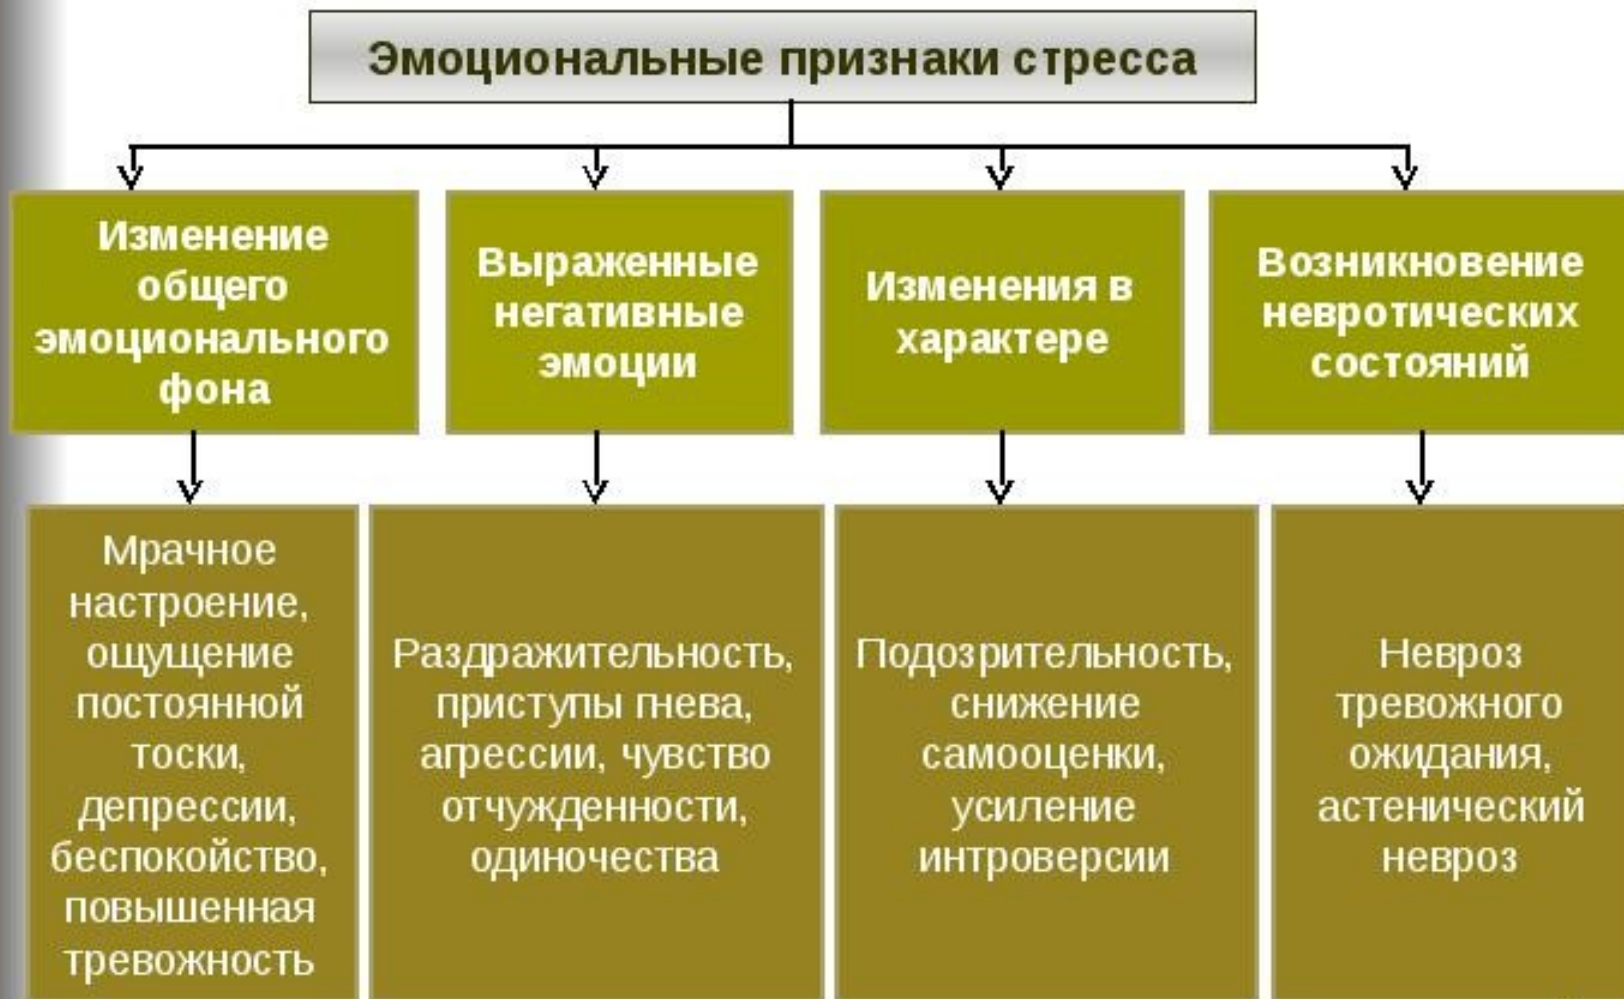 Эмоциональные признаки стресса
Изменение
общего
эмоционального
фона
Выраженные
негативные
эмоции
Изменения в
характере
Возникновение
невротических
состояний
Мрачное
настроение,
ощущение
постоянной
тоски,
депрессии,
беспокойство,
повышенная
тревожность
Раздражительность,
приступы гнева,
агрессии, чувство
отчужденности,
одиночества
Подозрительность,
снижение
самооценки,
усиление
интроверсии
Невроз
тревожного
ожидания,
астенический
невроз